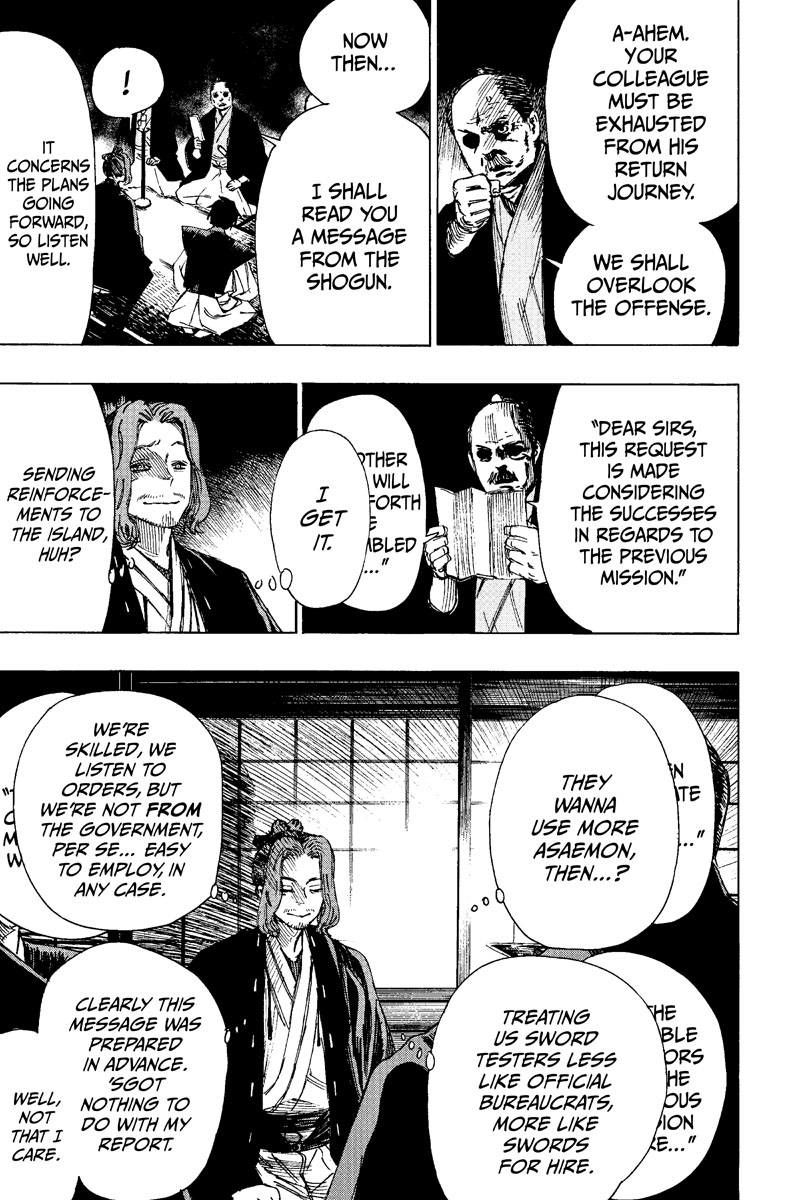 A-AHEM.
YOUR
COLLEAGUE
MUST BE
EXHAUSTED
FROM HIS
RETURN
JOURNEY.
WE SHALL
OVERLOOK
THE OFFENSE.
NOW
THEN...
I SHALL
READ YOU
A MESSAGE
FROM THE
SHOGUN.
!
IT
CONCERNS
THE PLANS
GOING
FORWARD,
SO LISTEN
WELL.
"DEAR SIRS,
THIS REQUEST
IS MADE
CONSIDERING
THE SUCCESSES
IN REGARDS TO
THE PREVIOUS
MISSION."
WILL
..."
I
GET
IT.
SENDING
REINFORCE-
MENTS TO
THE ISLAND,
HUH?
..."
THEY
WANNA
USE MORE
ASAEMON,
THEN...?
TREATING
US SWORD
TESTERS LESS
LIKE OFFICIAL
BUREAUCRATS,
MORE LIKE
SWORDS
FOR HIRE.
WE'RE
SKILLED, WE
LISTEN TO
ORDERS, BUT
WE'RE NOT FROM
THE GOVERNMENT,
PER SE... EASY
TO EMPLOY, IN
ANY CASE.
CLEARLY THIS
MESSAGE WAS
PREPARED
IN ADVANCE.
'SGOT
NOTHING TO
DO WITH MY
REPORT.
WELL,
NOT
THAT I
CARE.